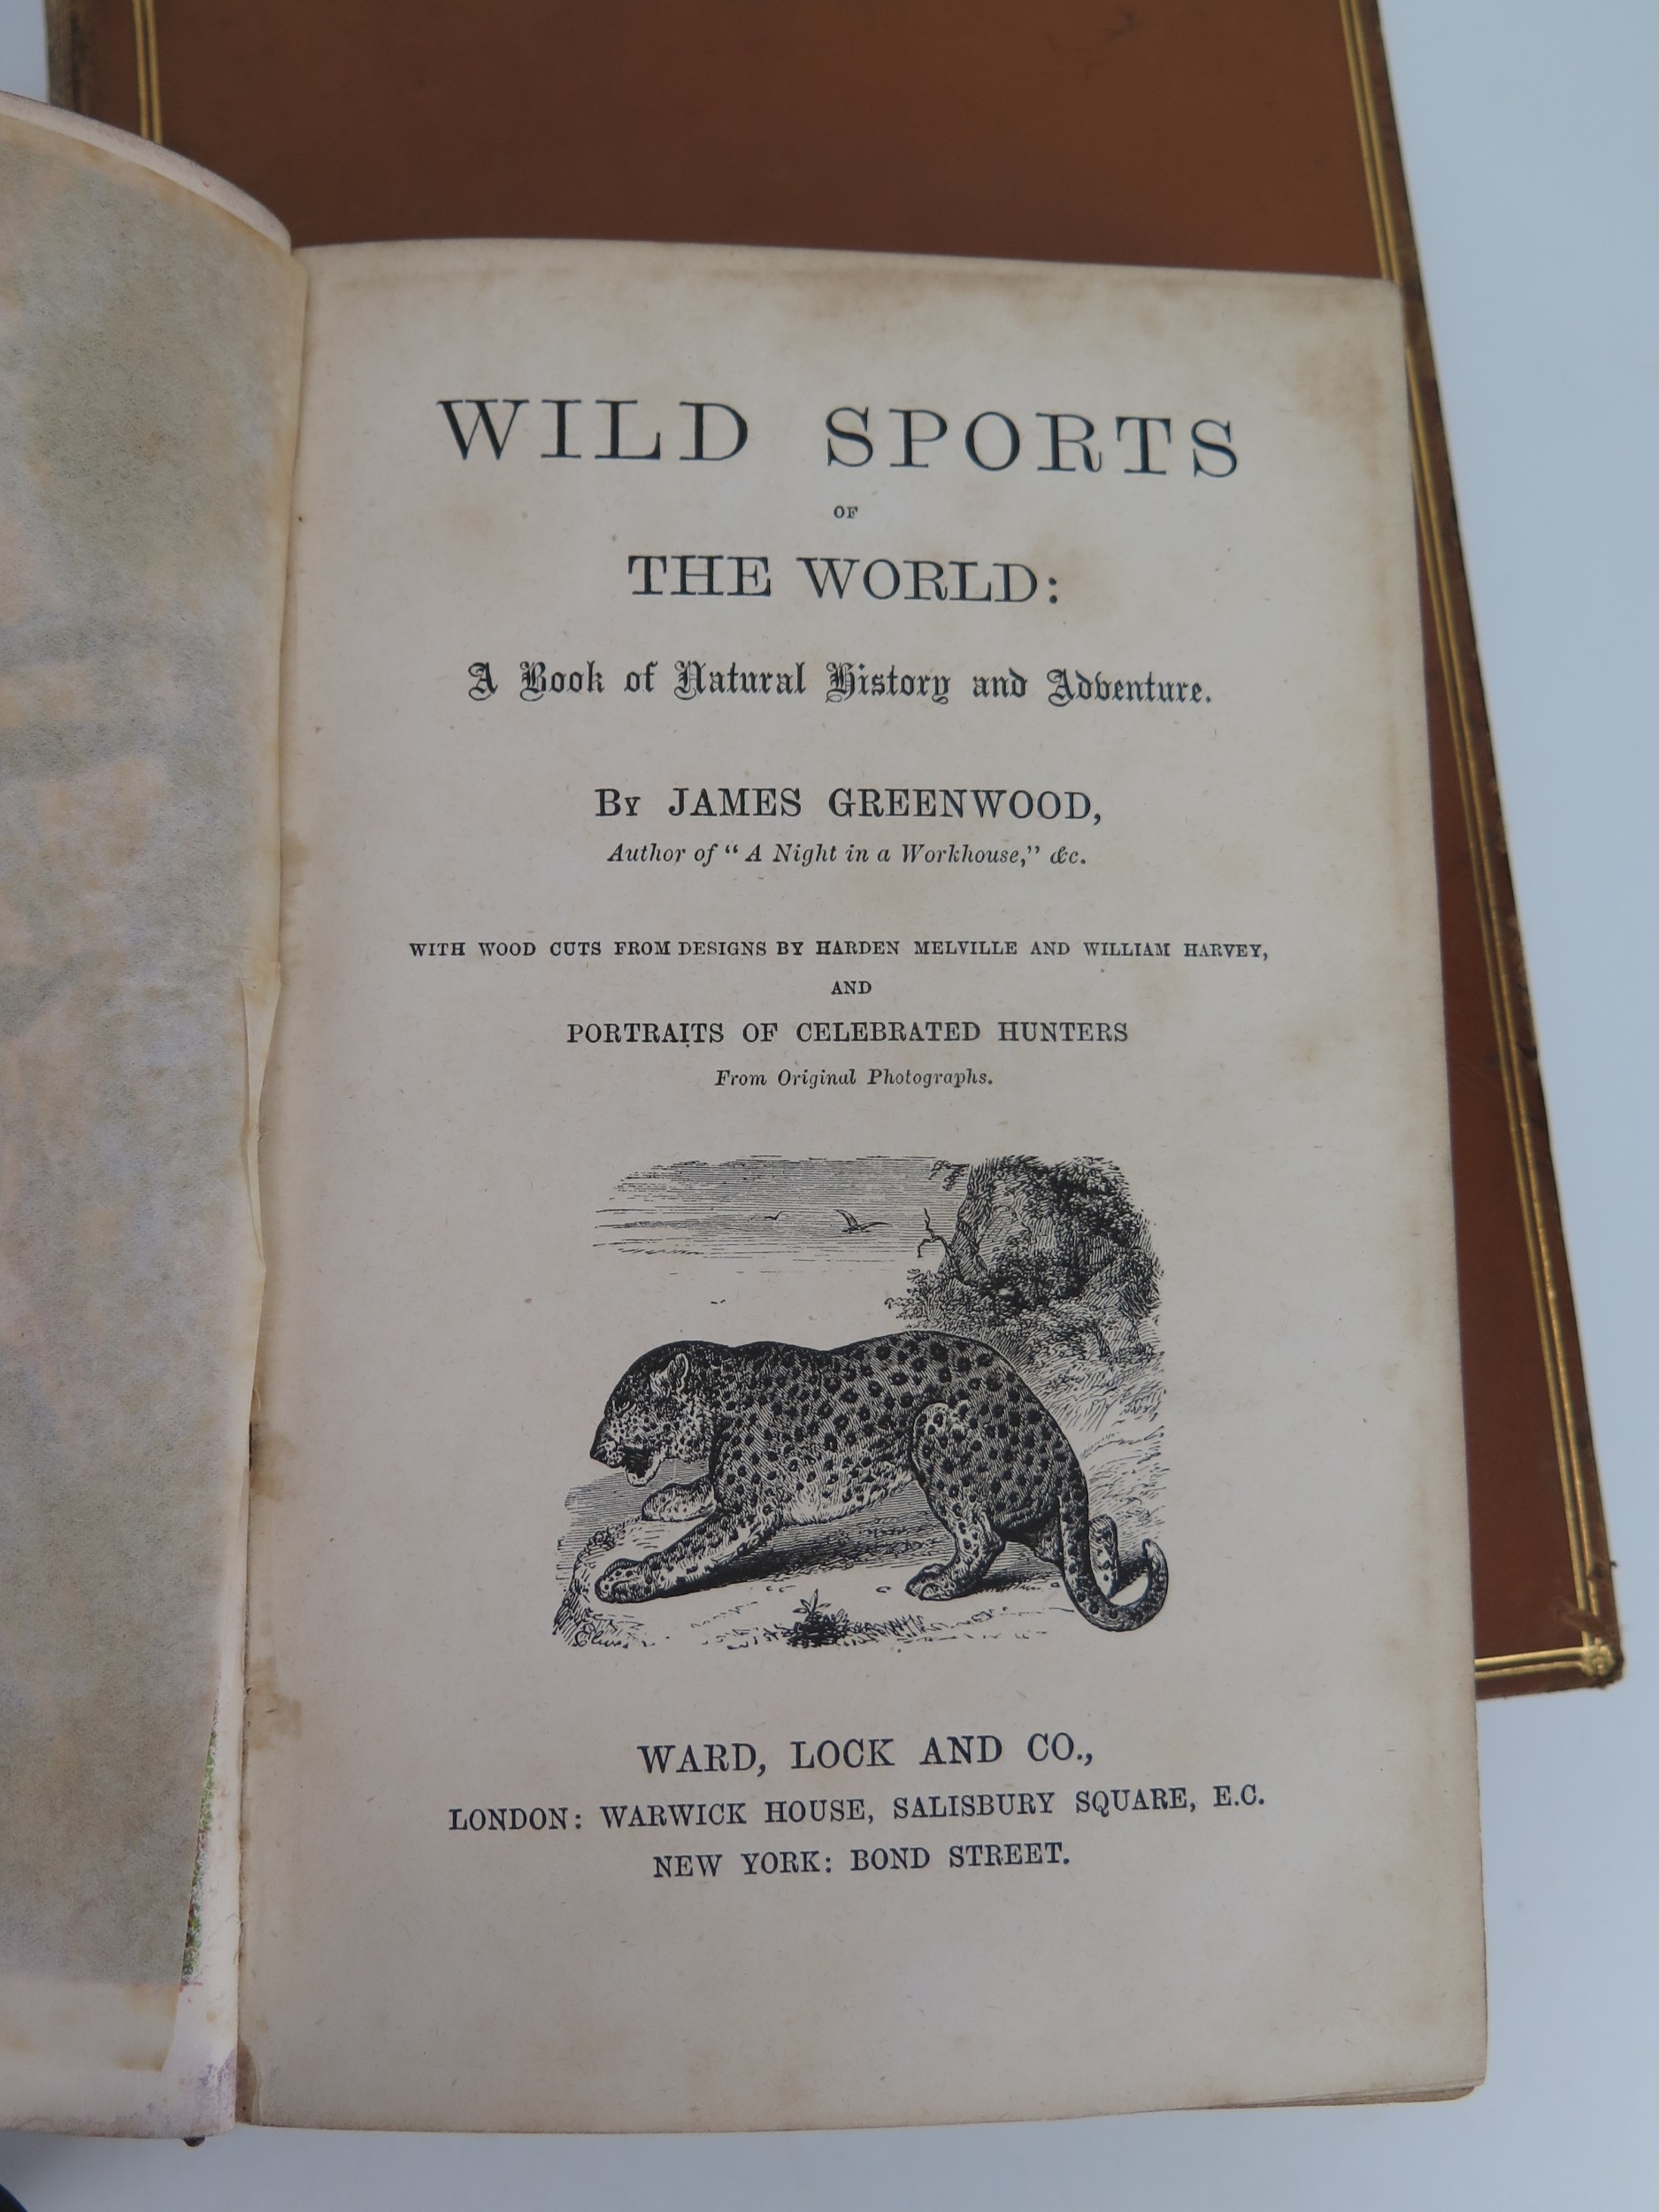 WILD SPORTS
OF
THE WORLD:
A Book of Natural History and Adventure.
By JAMES GREENWOOD,
Author of “ A Night in a Workhouse,” &c.
WITH WOOD CUTS FROM DESIGNS BY HARDEN MELVILLE AND WILLIAM HARVEY,
AND
PORTRAITS OF CELEBRATED HUNTERS
From Original Photographs.
WARD, LOCK AND CO.,
LONDON: WARWICK HOUSE, SALISBURY SQUARE, E.C.
NEW YORK: BOND STREET.